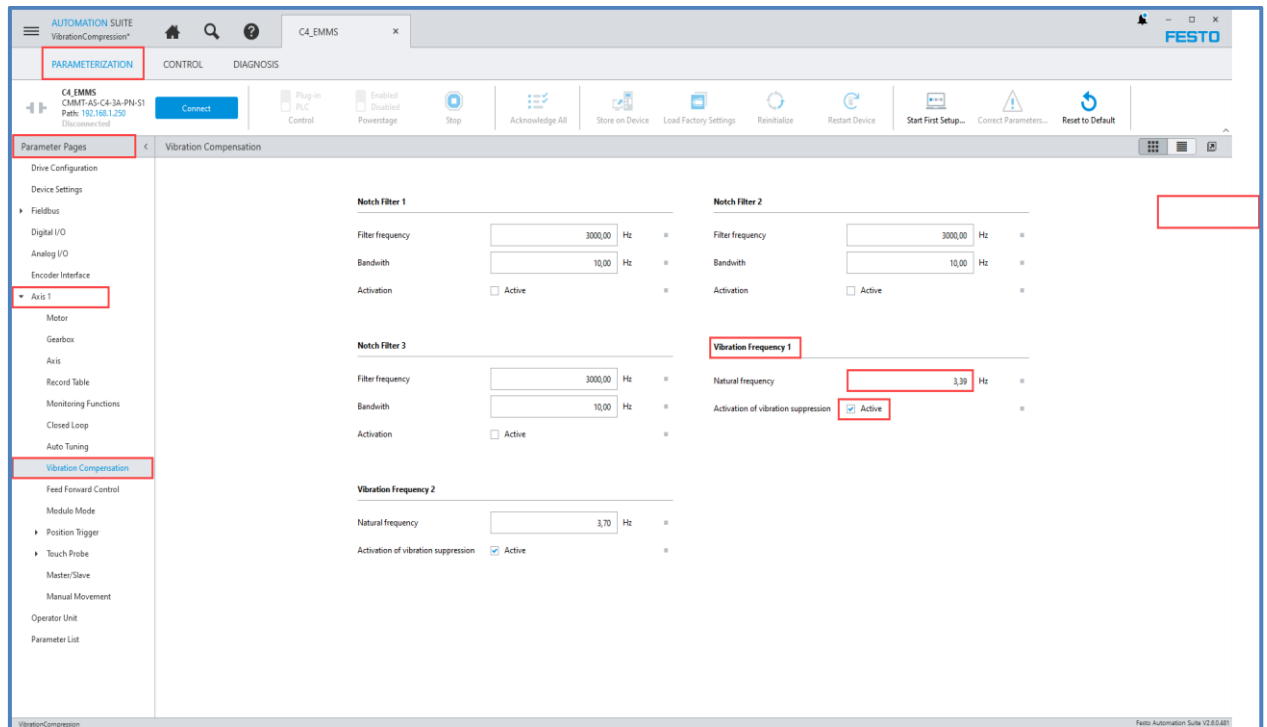 AUTOMATION SUITE
VibrationCompression*
C4_EMMS
×
FESTO
PARAMETERIZATION
CONTROL
DIAGNOSIS
C4_EMMS
CMMT-AS-C4-3A-PN-S1
Path: 192.168.1.250
Disconnected
Connect
Plug-in
PLC
Control
Enabled
Disabled
Powerstage
Stop
Acknowledge All
Store on Device
Load Factory Settings
Reinitialize
Restart Device
Start First Setup...
Correct Parameters...
Reset to Default
Parameter Pages
Vibration Compensation
Drive Configuration
Device Settings
Fieldbus
Digital I/O
Analog I/O
Encoder Interface
Axis 1
Motor
Gearbox
Axis
Record Table
Monitoring Functions
Closed Loop
Auto Tuning
Vibration Compensation
Feed Forward Control
Modulo Mode
Position Trigger
Touch Probe
Master/Slave
Manual Movement
Operator Unit
Parameter List
Notch Filter 1
Filter frequency 3000,00 Hz
Bandwith 10,00 Hz
Activation Active
Notch Filter 2
Filter frequency 3000,00 Hz
Bandwith 10,00 Hz
Activation Active
Notch Filter 3
Filter frequency 3000,00 Hz
Bandwith 10,00 Hz
Activation Active
Vibration Frequency 1
Natural frequency 3,39 Hz
Activation of vibration suppression Active
Vibration Frequency 2
Natural frequency 3,70 Hz
Activation of vibration suppression Active
VibrationCompression
Festo Automation Suite V2.6.0.481